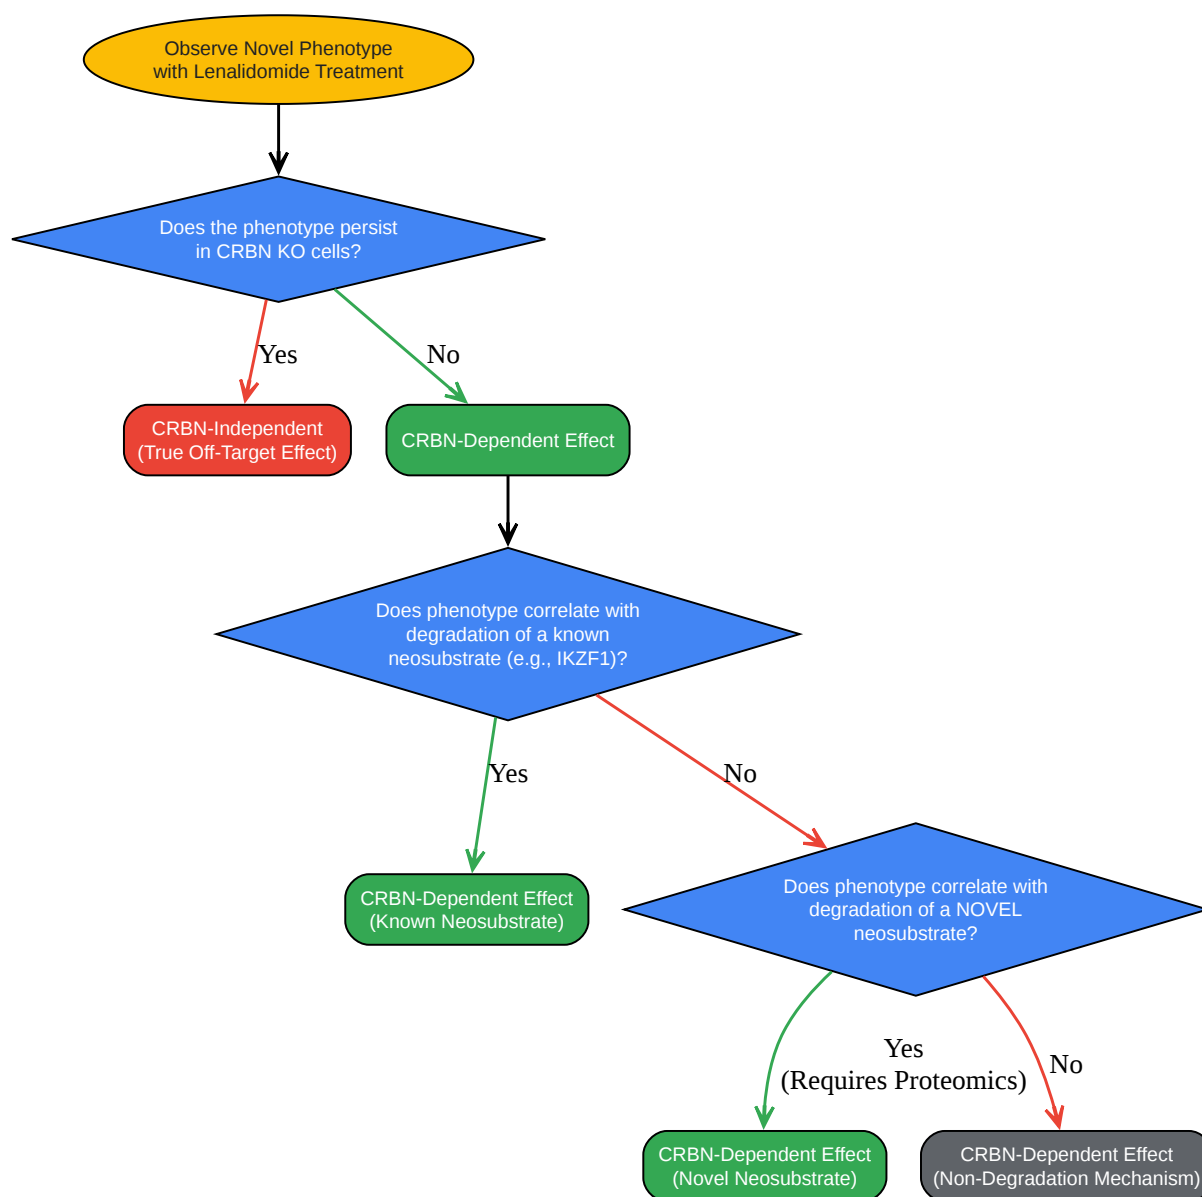 Observe Novel Phenotype
with Lenalidomide Treatment
Does the phenotype persist
in CRBN KO cells?
Yes
No
CRBN-Independent
(True Off-Target Effect)
CRBN-Dependent Effect
Does phenotype correlate with
degradation of a known
neosubstrate (e.g., IKZF1)?
Yes
No
CRBN-Dependent Effect
(Known Neosubstrate)
Does phenotype correlate with
degradation of a NOVEL
neosubstrate?
Yes
(Requires Proteomics)
No
CRBN-Dependent Effect
(Novel Neosubstrate)
CRBN-Dependent Effect
(Non-Degradation Mechanism)